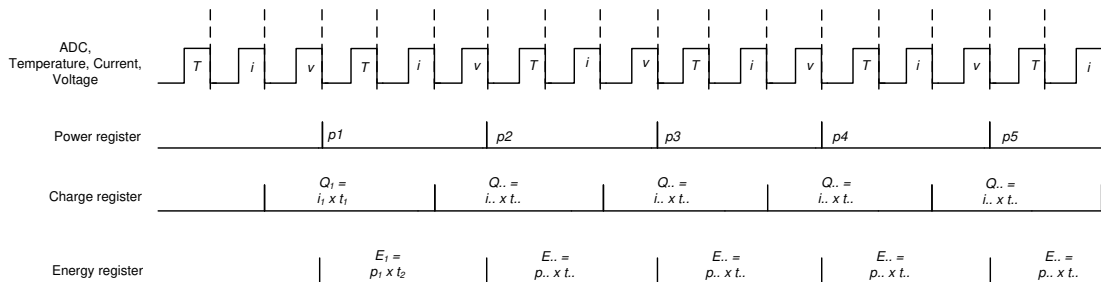 ADC,
Temperature, Current,
Voltage
T i v T i v T i v T i v T i v T i
Power register
p1 p2 p3 p4 p5
Charge register
Q₁ = Q.. = Q.. = Q.. = Q.. =
i₁ x t₁ i.. x t.. i.. x t.. i.. x t.. i.. x t..
Energy register
E₁ = E.. = E.. = E.. = E.. =
p₁ x t₂ p.. x t.. p.. x t.. p.. x t.. p.. x t..